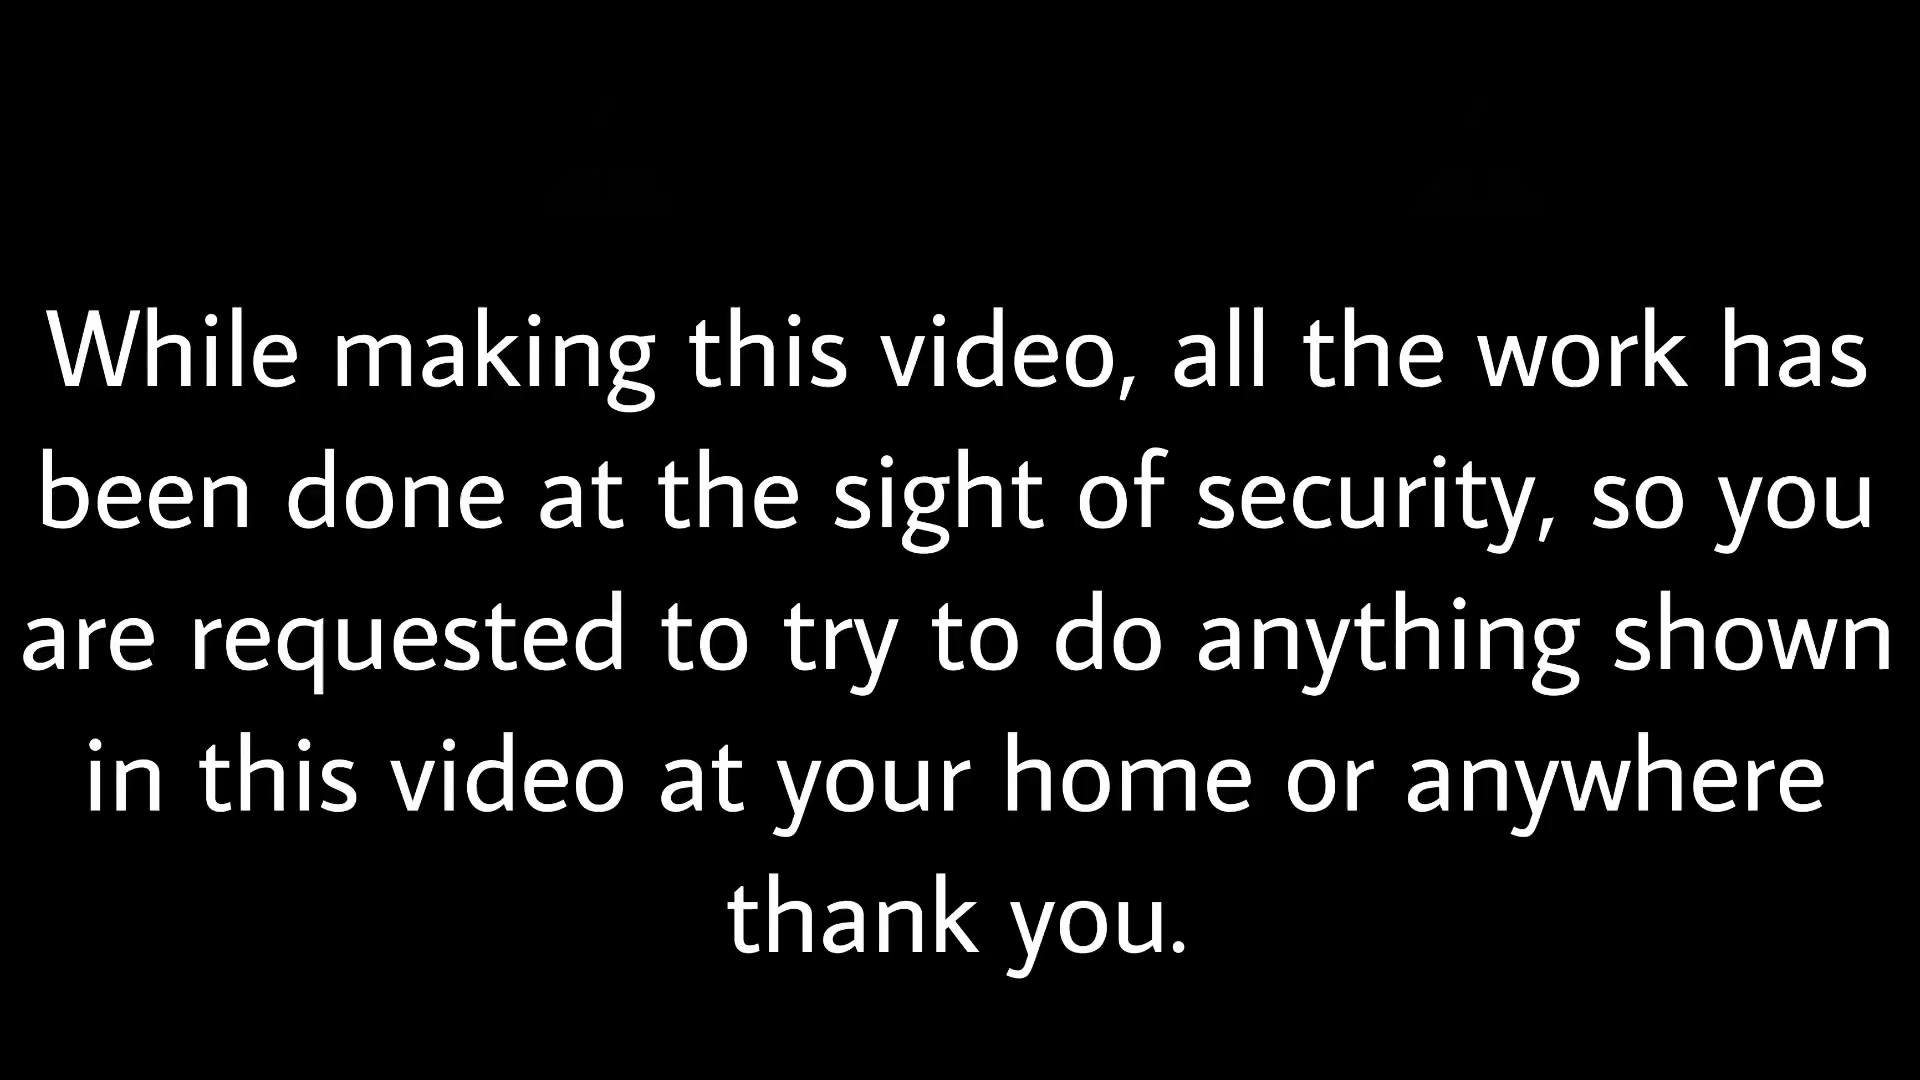 While making this video, all the work has
been done at the sight of security, so you
are requested to try to do anything shown
in this video at your home or anywhere
thank you.